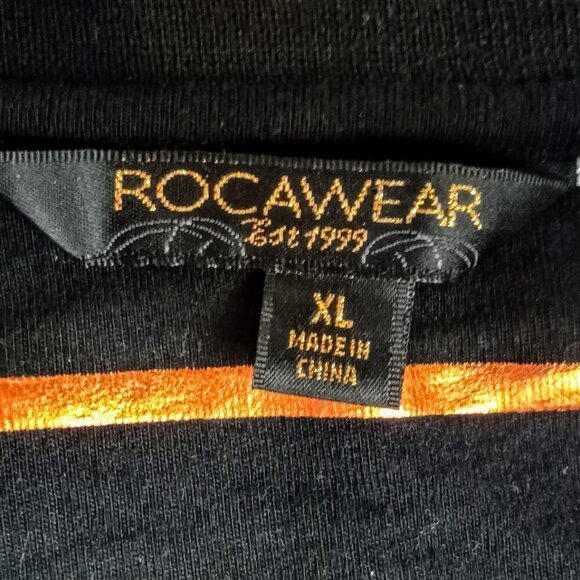 ROCAWEAR
Est 1999
XL
MADE IN
CHINA